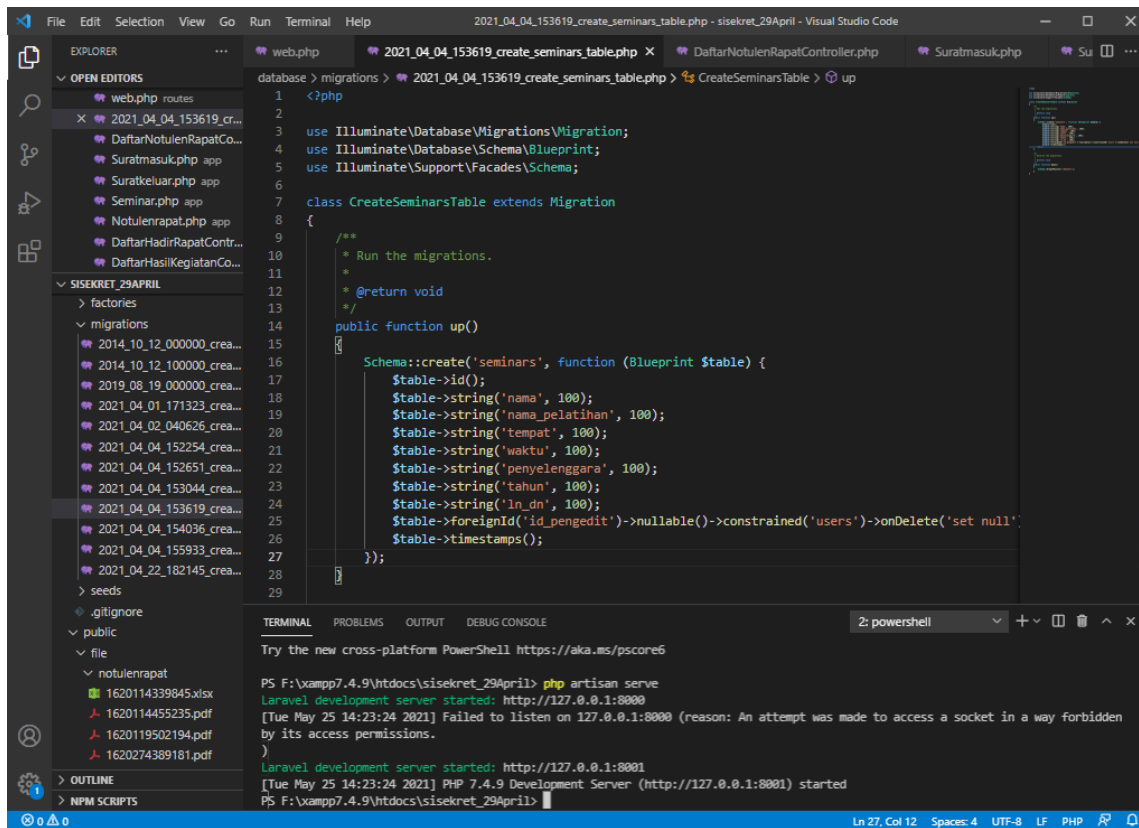 File Edit Selection View Go Run Terminal Help 2021_04_04_153619_create_seminars_table.php - sisekret_29April - Visual Studio Code
EXPLORER
OPEN EDITORS
web.php routes
2021_04_04_153619_cr...
DaftarNotulenRapatCo...
Suratmasuk.php app
Suratkeluar.php app
Seminar.php app
Notulenrapat.php app
DaftarHadirRapatContr...
DaftarHasilKegiatanCo...
SISEKRET_29APRIL
factories
migrations
2014_10_12_000000_crea...
2014_10_12_100000_crea...
2019_08_19_000000_crea...
2021_04_01_171323_crea...
2021_04_02_040626_crea...
2021_04_04_152254_crea...
2021_04_04_152651_crea...
2021_04_04_153044_crea...
2021_04_04_153619_crea...
2021_04_04_154036_crea...
2021_04_04_155933_crea...
2021_04_22_182145_crea...
seeds
.gitignore
public
file
notulenrapat
1620114339845.xlsx
1620114455235.pdf
1620119502194.pdf
1620274389181.pdf
OUTLINE
NPM SCRIPTS
web.php 2021_04_04_153619_create_seminars_table.php DaftarNotulenRapatController.php Suratmasuk.php Su
database > migrations > 2021_04_04_153619_create_seminars_table.php > CreateSeminarsTable > up
1 <?php
2
3 use Illuminate\Database\Migrations\Migration;
4 use Illuminate\Database\Schema\Blueprint;
5 use Illuminate\Support\Facades\Schema;
6
7 class CreateSeminarsTable extends Migration
8 {
9 /**
10 * Run the migrations.
11 *
12 * @return void
13 */
14 public function up()
15 {
16 Schema::create('seminars', function (Blueprint $table) {
17 $table->id();
18 $table->string('nama', 100);
19 $table->string('nama_pelatihan', 100);
20 $table->string('tempat', 100);
21 $table->string('waktu', 100);
22 $table->string('penyelenggara', 100);
23 $table->string('tahun', 100);
24 $table->string('ln_dn', 100);
25 $table->foreignId('id_pengedit')->nullable()->constrained('users')->onDelete('set null')
26 $table->timestamps();
27 });
28 }
29
TERMINAL PROBLEMS OUTPUT DEBUG CONSOLE 2: powershell
Try the new cross-platform PowerShell https://aka.ms/pscore6
PS F:\xampp7.4.9\htdocs\sisekret_29April> php artisan serve
Laravel development server started: http://127.0.0.1:8000
[Tue May 25 14:23:24 2021] Failed to listen on 127.0.0.1:8000 (reason: An attempt was made to access a socket in a way forbidden
by its access permissions.
)
Laravel development server started: http://127.0.0.1:8001
[Tue May 25 14:23:24 2021] PHP 7.4.9 Development Server (http://127.0.0.1:8001) started
PS F:\xampp7.4.9\htdocs\sisekret_29April>
1
0 0 Ln 27, Col 12 Spaces: 4 UTF-8 LF PHP